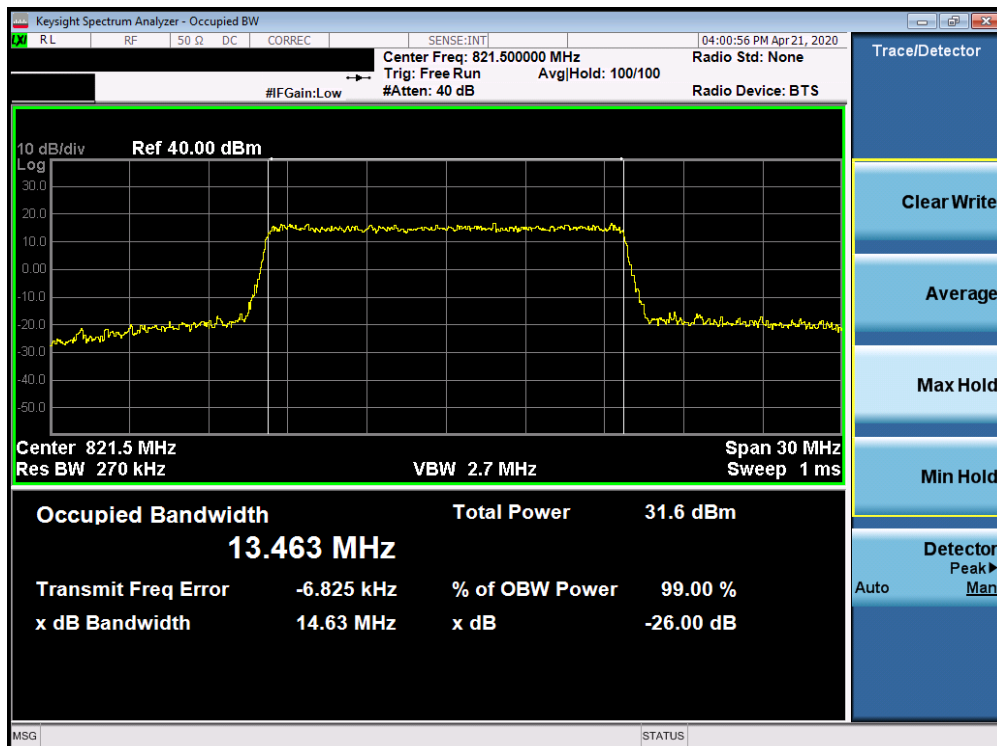 Keysight Spectrum Analyzer - Occupied BW
LXI RL RF 50 Ω DC CORREC SENSE:INT 04:00:56 PM Apr 21, 2020
Center Freq: 821.500000 MHz Radio Std: None
Trig: Free Run Avg|Hold: 100/100
#IFGain:Low #Atten: 40 dB Radio Device: BTS
10 dB/div Ref 40.00 dBm
Log
30.0
20.0
10.0
0.00
-10.0
-20.0
-30.0
-40.0
-50.0
Center 821.5 MHz Span 30 MHz
Res BW 270 kHz VBW 2.7 MHz Sweep 1 ms
Occupied Bandwidth Total Power 31.6 dBm
13.463 MHz
Transmit Freq Error -6.825 kHz % of OBW Power 99.00 %
x dB Bandwidth 14.63 MHz x dB -26.00 dB
Trace/Detector
Clear Write
Average
Max Hold
Min Hold
Detector
Peak▶
Auto Man
MSG STATUS